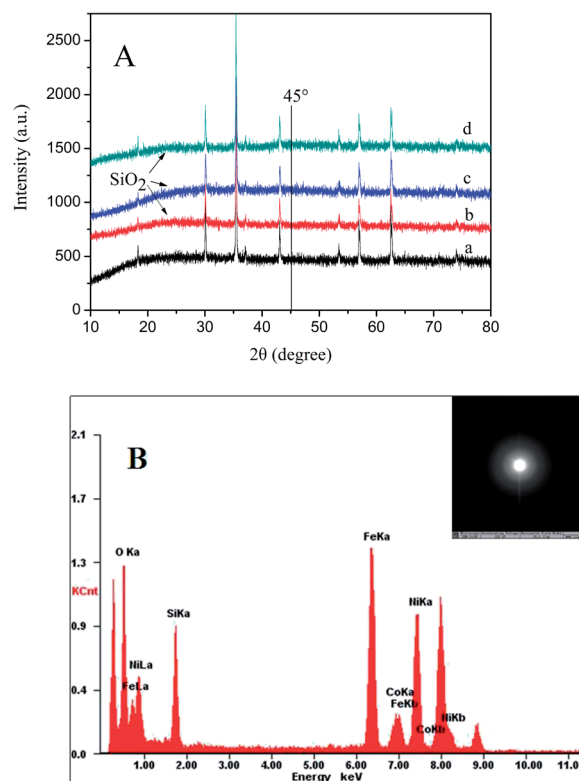 2500
A
2000
45°
d
1500
SiO2
c
1000
b
500
a
0
10 20 30 40 50 60 70 80
Intensity (a.u.)
2θ (degree)
B
2.1
1.7
1.3
0.9
0.4
0.0
KCnt
O Ka
NiLa
FeLa
SiKa
FeKa
CoKa
FeKb
NiKa
CoKb
NiKb
1.00 2.00 3.00 4.00 5.00 6.00 7.00 8.00 9.00 10.00 11.0
Energy keV